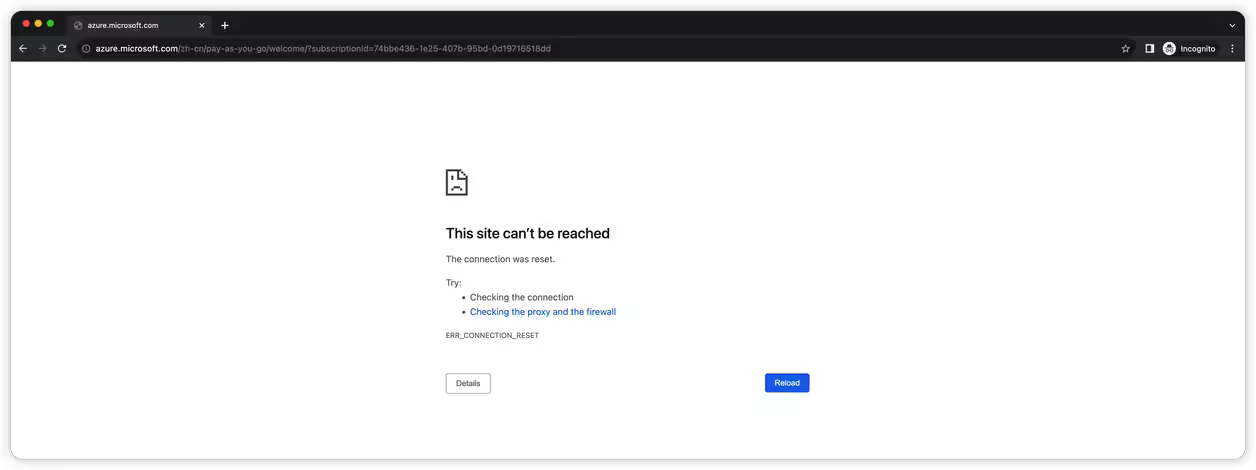 azure.microsoft.com
azure.microsoft.com/zh-cn/pay-as-you-go/welcome/?subscriptionId=74bbe436-1e25-407b-95bd-0d19716518dd
Incognito
This site can't be reached
The connection was reset.
Try:
• Checking the connection
• Checking the proxy and the firewall
ERR_CONNECTION_RESET
Details
Reload